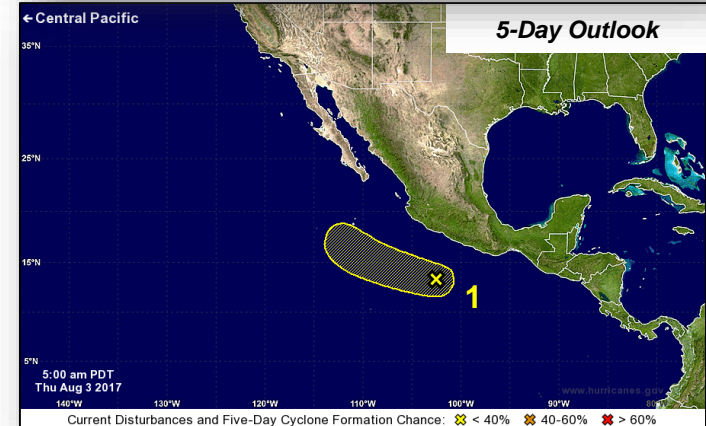 ← Central Pacific
5-Day Outlook
35°N
25°N
15°N
1
5°N
5:00 am PDT
Thu Aug 3 2017
www.hurricanes.gov
140°W 130°W 120°W 110°W 100°W 90°W 80°W
Current Disturbances and Five-Day Cyclone Formation Chance: < 40% 40-60% > 60%